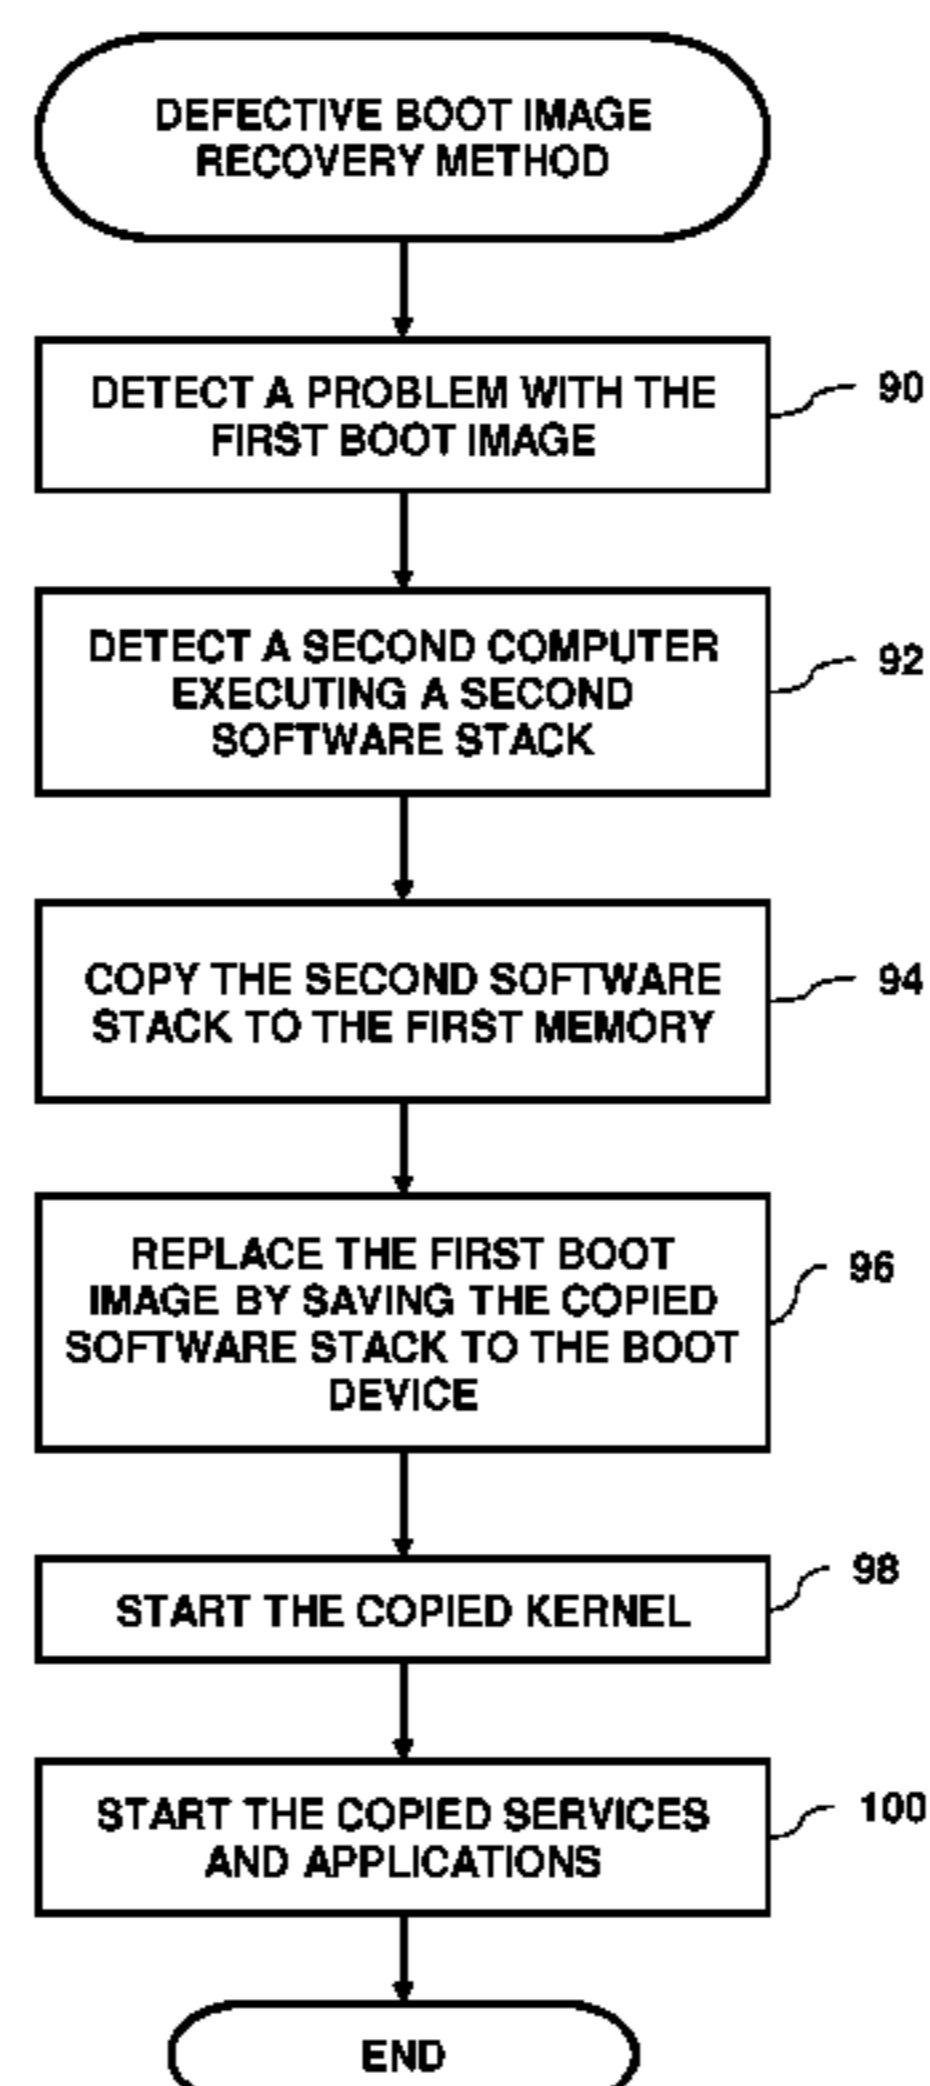 DEFECTIVE BOOT IMAGE
RECOVERY METHOD
DETECT A PROBLEM WITH THE
FIRST BOOT IMAGE
90
DETECT A SECOND COMPUTER
EXECUTING A SECOND
SOFTWARE STACK
92
COPY THE SECOND SOFTWARE
STACK TO THE FIRST MEMORY
94
REPLACE THE FIRST BOOT
IMAGE BY SAVING THE COPIED
SOFTWARE STACK TO THE BOOT
DEVICE
96
START THE COPIED KERNEL
98
START THE COPIED SERVICES
AND APPLICATIONS
100
END